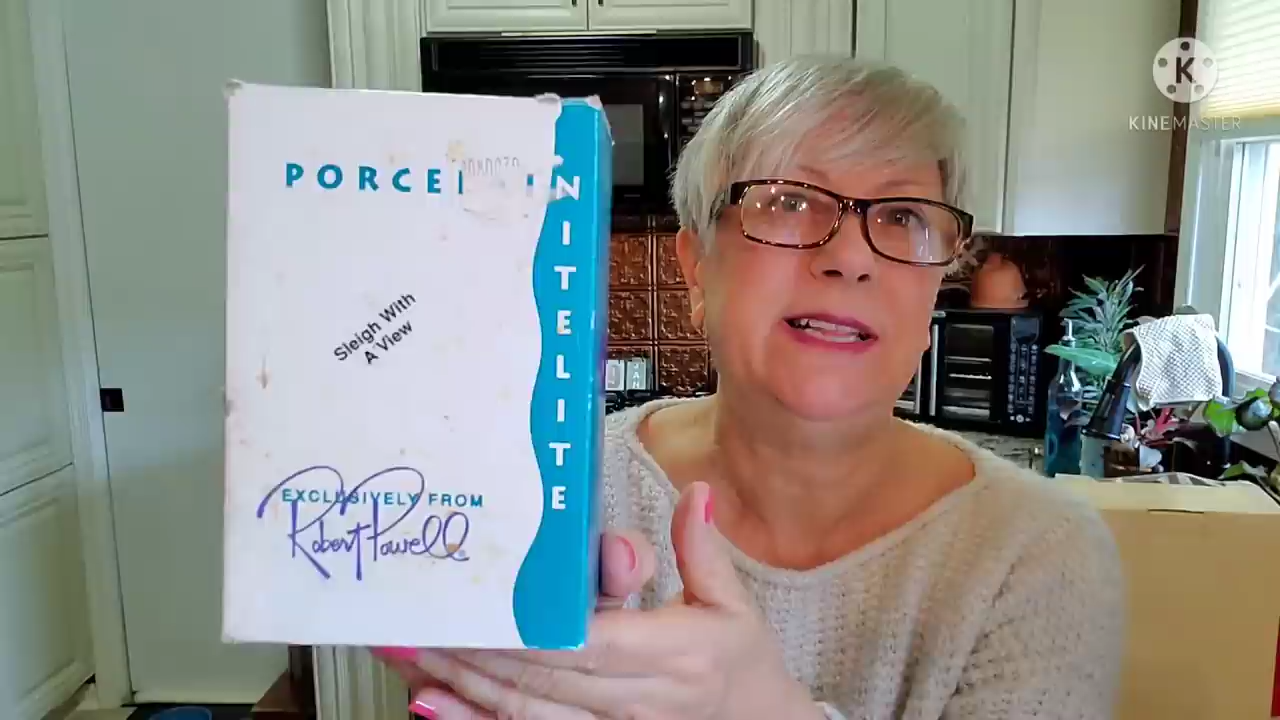 K
KINEMASTER
PORCE
NITELITE
Sleigh With
A View
EXCLUSIVELY FROM
Robert Powell